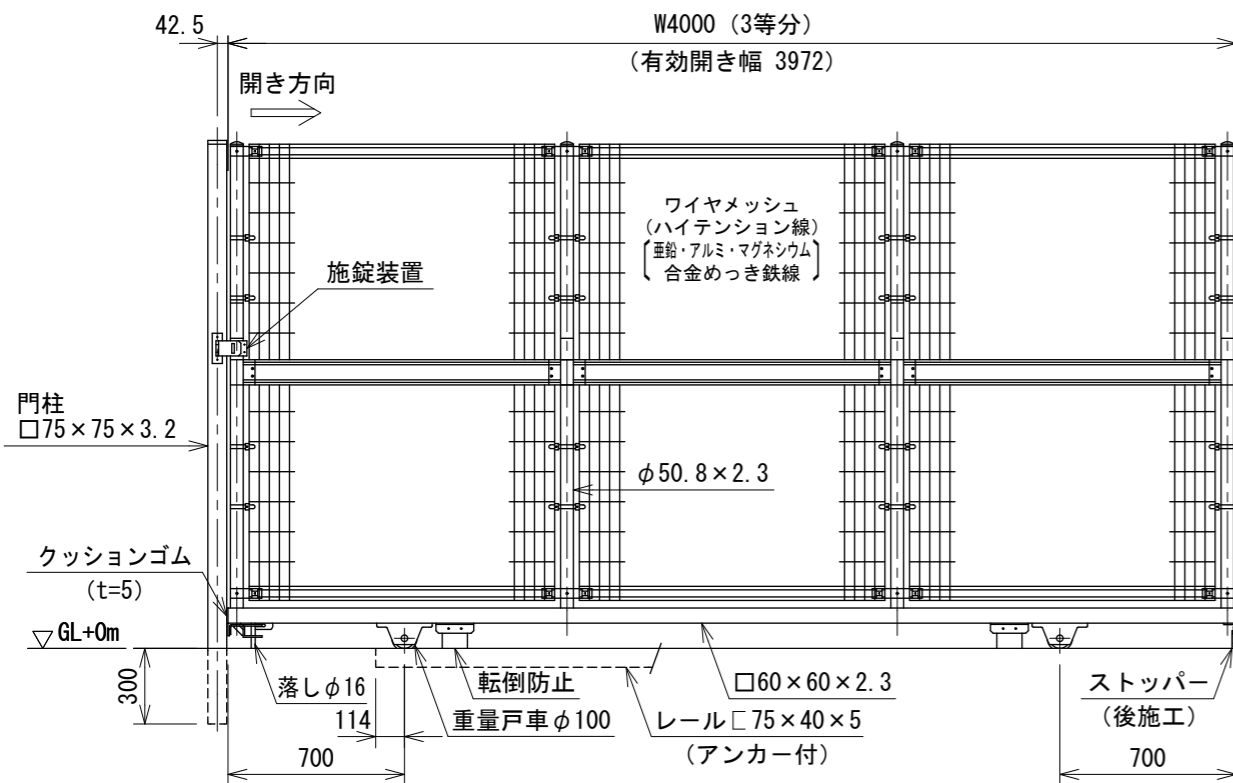 42.5
W4000 (3等分)
(有効開き幅 3972)
開き方向
ワイヤメッシュ
(ハイテンション線)
〔亜鉛・アルミ・マグネシウム
合金めっき鉄線〕
施錠装置
門柱
□75×75×3.2
φ50.8×2.3
クッションゴム
(t=5)
▽GL+0m
300
落しφ16
転倒防止
□60×60×2.3
ストッパー
(後施工)
114
重量戸車φ100
レール⊏75×40×5
(アンカー付)
700
700